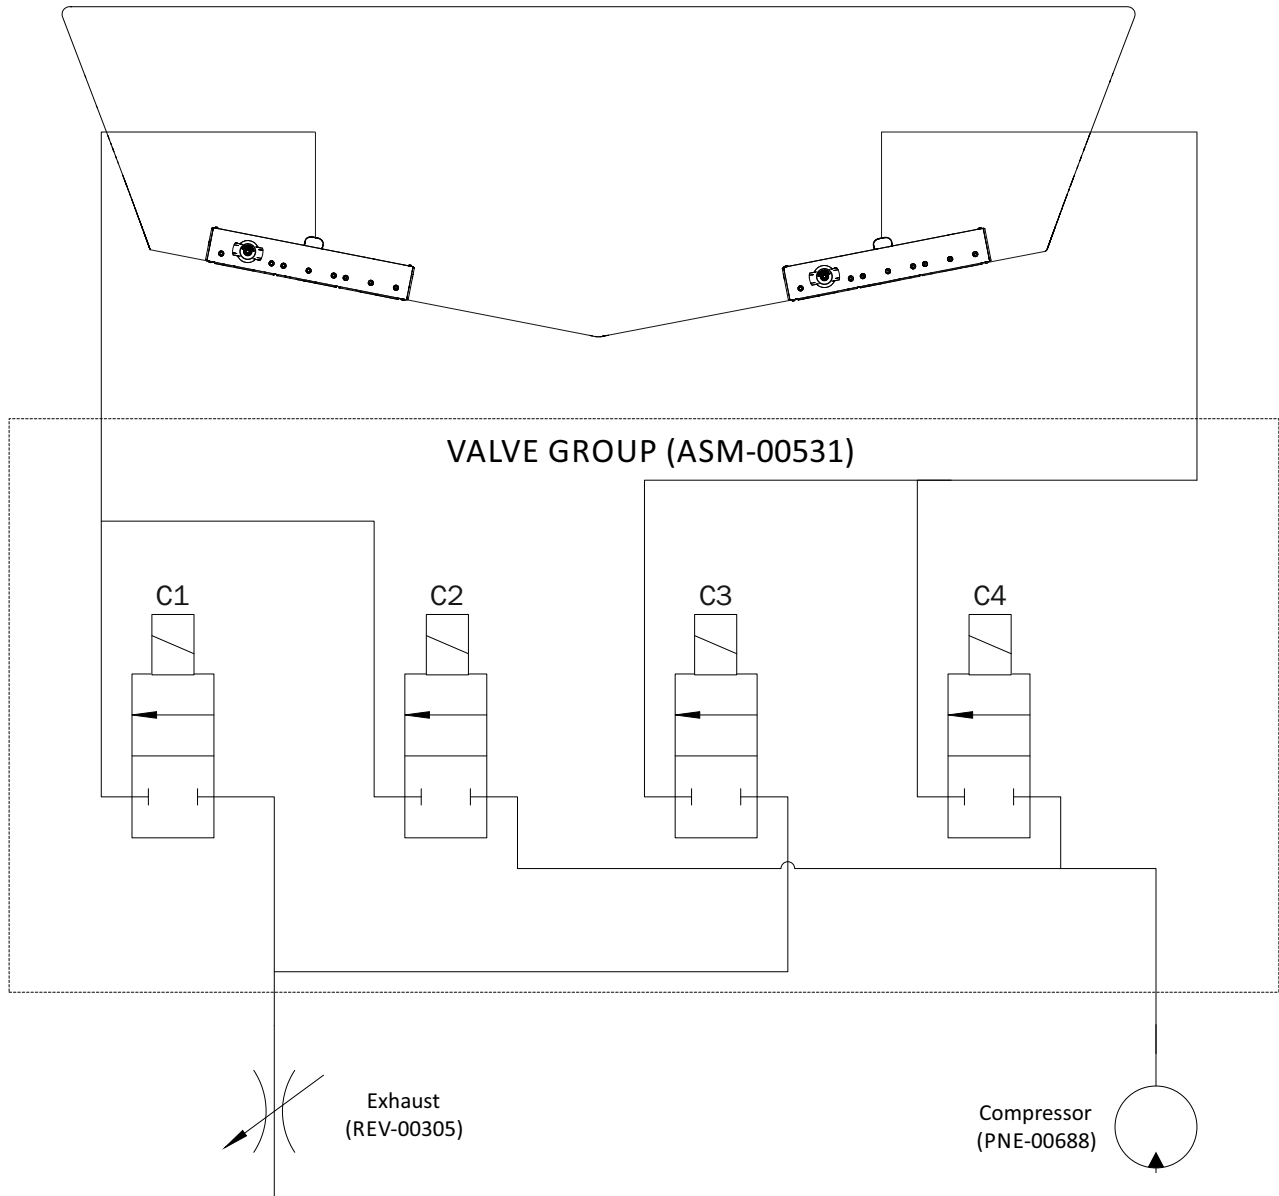 VALVE GROUP (ASM-00531)
C1
C2
C3
C4
Exhaust
(REV-00305)
Compressor
(PNE-00688)